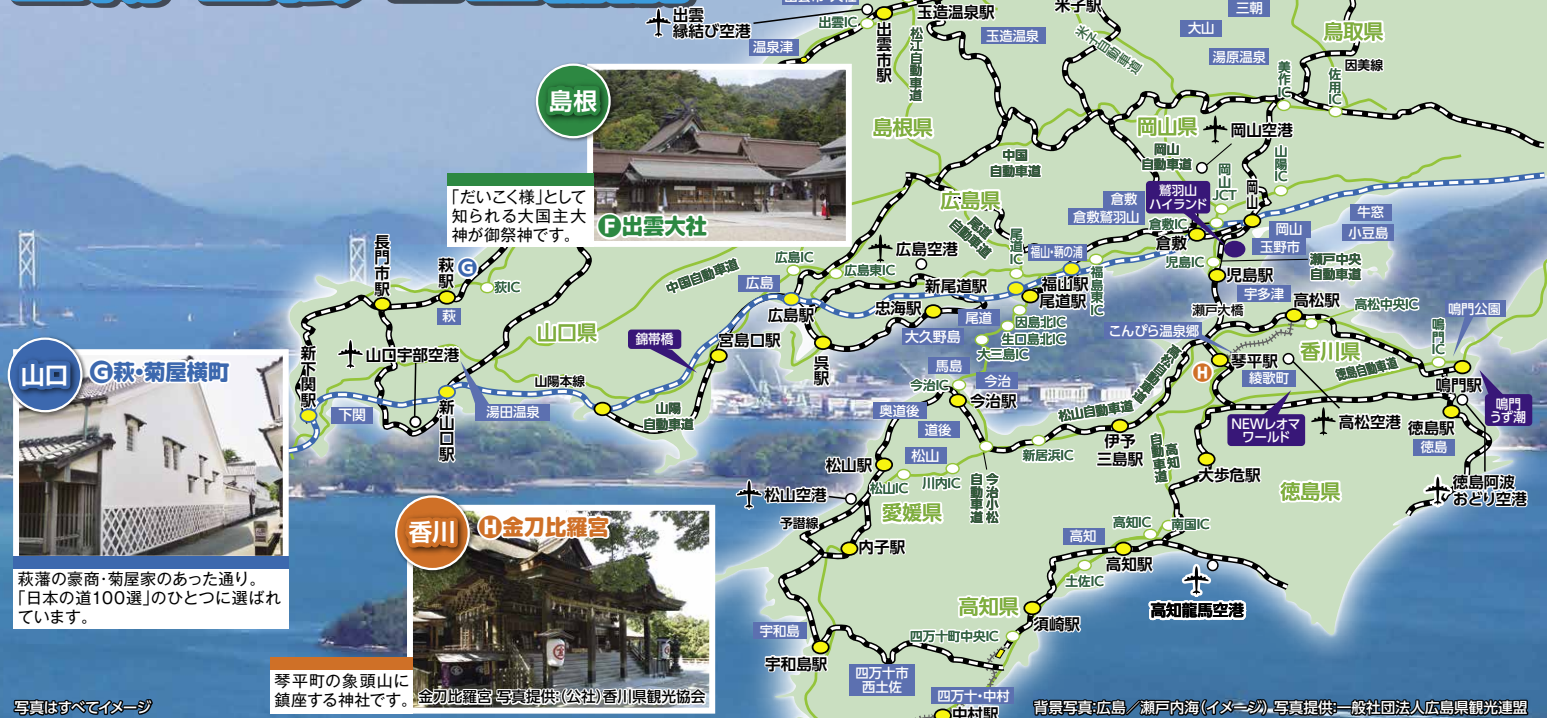 出雲
縁結び空港
出雲IC
出雲市駅
松江自動車道
玉造温泉駅
玉造温泉
温泉津
米子駅
米子自動車道
三朝
大山
湯原温泉
鳥取県
因美線
美作IC
佐用IC
島根
「だいこく様」として
知られる大国主大
神が御祭神です。
F出雲大社
島根県
中国
自動車道
岡山県
岡山空港
岡山
自動車道
岡山JCT
山陽IC
岡山
広島県
尾道
自動車道
尾道IC
福山・鞆の浦
倉敷
倉敷鷲羽山
鷲羽山
ハイランド
倉敷IC
倉敷
岡山
玉野市
牛窓
小豆島
児島IC
児島駅
瀬戸中央
自動車道
福山東IC
福山駅
尾道駅
新尾道駅
広島空港
広島IC
広島東IC
広島
広島駅
中国自動車道
忠海駅
尾道
大久野島
因島北IC
生口島北IC
大三島IC
呉駅
宮島口駅
錦帯橋
長門市駅
萩駅
G
萩IC
萩
山口県
山口宇部空港
新下関駅
下関
新山口駅
湯田温泉
山陽本線
山陽
自動車道
山口
G萩・菊屋横町
萩藩の豪商・菊屋家のあった通り。
「日本の道100選」のひとつに選ばれ
ています。
宇多津
瀬戸大橋
高松駅
高松中央IC
鳴門公園
鳴門IC
こんぴら温泉郷
H
琴平駅
綾歌町
香川県
徳島自動車道
鳴門駅
鳴門
うず潮
NEWレオマ
ワールド
高松空港
徳島駅
徳島
徳島阿波
おどり空港
徳島県
大歩危駅
馬島
今治IC
今治
今治駅
奥道後
道後
松山自動車道
伊予
三島駅
新居浜IC
高知
自動車道
松山
松山駅
松山IC
川内IC
今治小松
自動車道
松山空港
愛媛県
予讃線
内子駅
高知
高知IC
南国IC
高知駅
土佐IC
高知龍馬空港
高知県
須崎駅
四万十町中央IC
宇和島
宇和島駅
四万十市
西土佐
四万十・中村
中村駅
香川
H金刀比羅宮
琴平町の象頭山に
鎮座する神社です。
金刀比羅宮 写真提供:(公社)香川県観光協会
写真はすべてイメージ
背景写真:広島/瀬戸内海(イメージ) 写真提供:一般社団法人広島県観光連盟